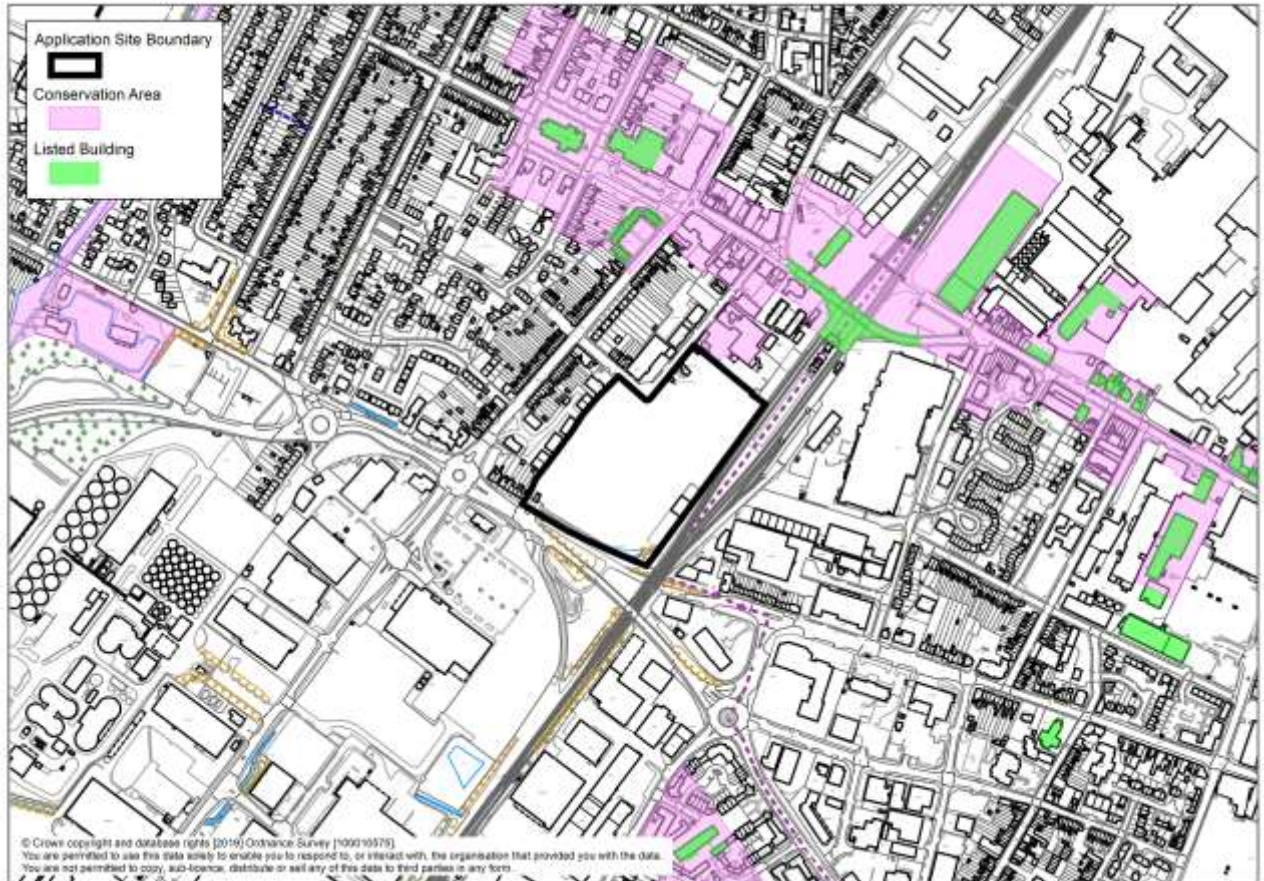 Application Site Boundary
Conservation Area
Listed Building
© Crown copyright and database rights [2019] Ordnance Survey [100019575].
You are permitted to use this data solely to enable you to respond to, or interact with, the organisation that provided you with the data.
You are not permitted to copy, sub-licence, distribute or sell any of this data to third parties in any form.